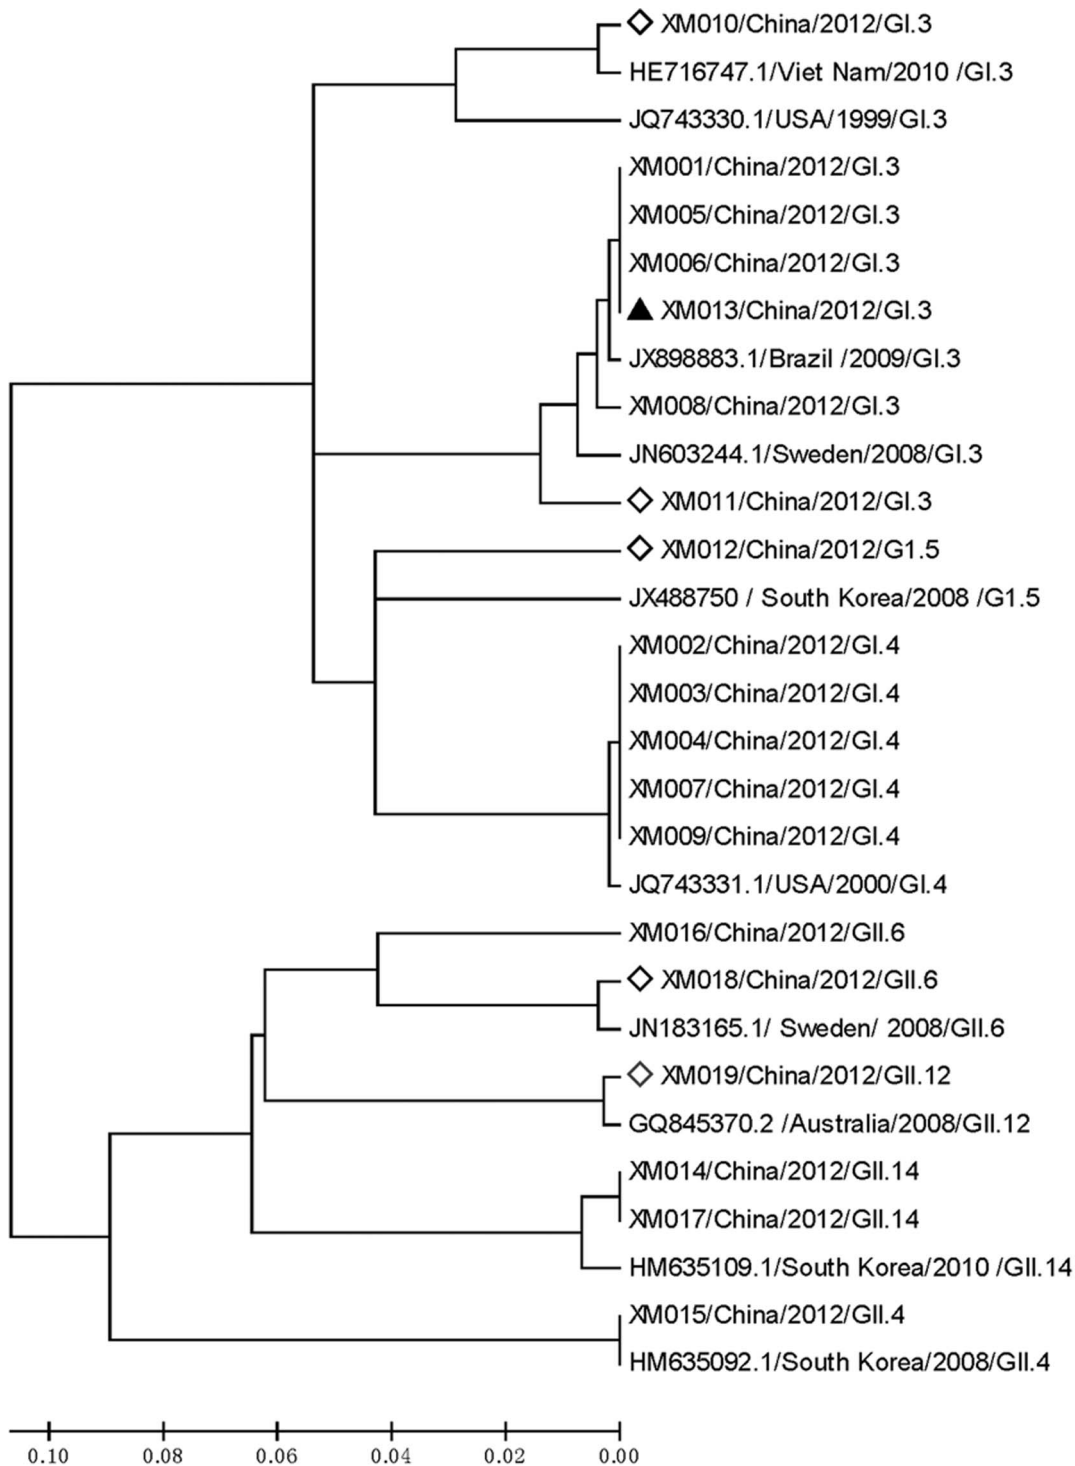 XM010/China/2012/GI.3
HE716747.1/Viet Nam/2010 /GI.3
JQ743330.1/USA/1999/GI.3
XM001/China/2012/GI.3
XM005/China/2012/GI.3
XM006/China/2012/GI.3
XM013/China/2012/GI.3
JX898883.1/Brazil /2009/GI.3
XM008/China/2012/GI.3
JN603244.1/Sweden/2008/GI.3
XM011/China/2012/GI.3
XM012/China/2012/G1.5
JX488750 / South Korea/2008 /G1.5
XM002/China/2012/GI.4
XM003/China/2012/GI.4
XM004/China/2012/GI.4
XM007/China/2012/GI.4
XM009/China/2012/GI.4
JQ743331.1/USA/2000/GI.4
XM016/China/2012/GII.6
XM018/China/2012/GII.6
JN183165.1/ Sweden/ 2008/GII.6
XM019/China/2012/GII.12
GQ845370.2 /Australia/2008/GII.12
XM014/China/2012/GII.14
XM017/China/2012/GII.14
HM635109.1/South Korea/2010 /GII.14
XM015/China/2012/GII.4
HM635092.1/South Korea/2008/GII.4
0.10 0.08 0.06 0.04 0.02 0.00